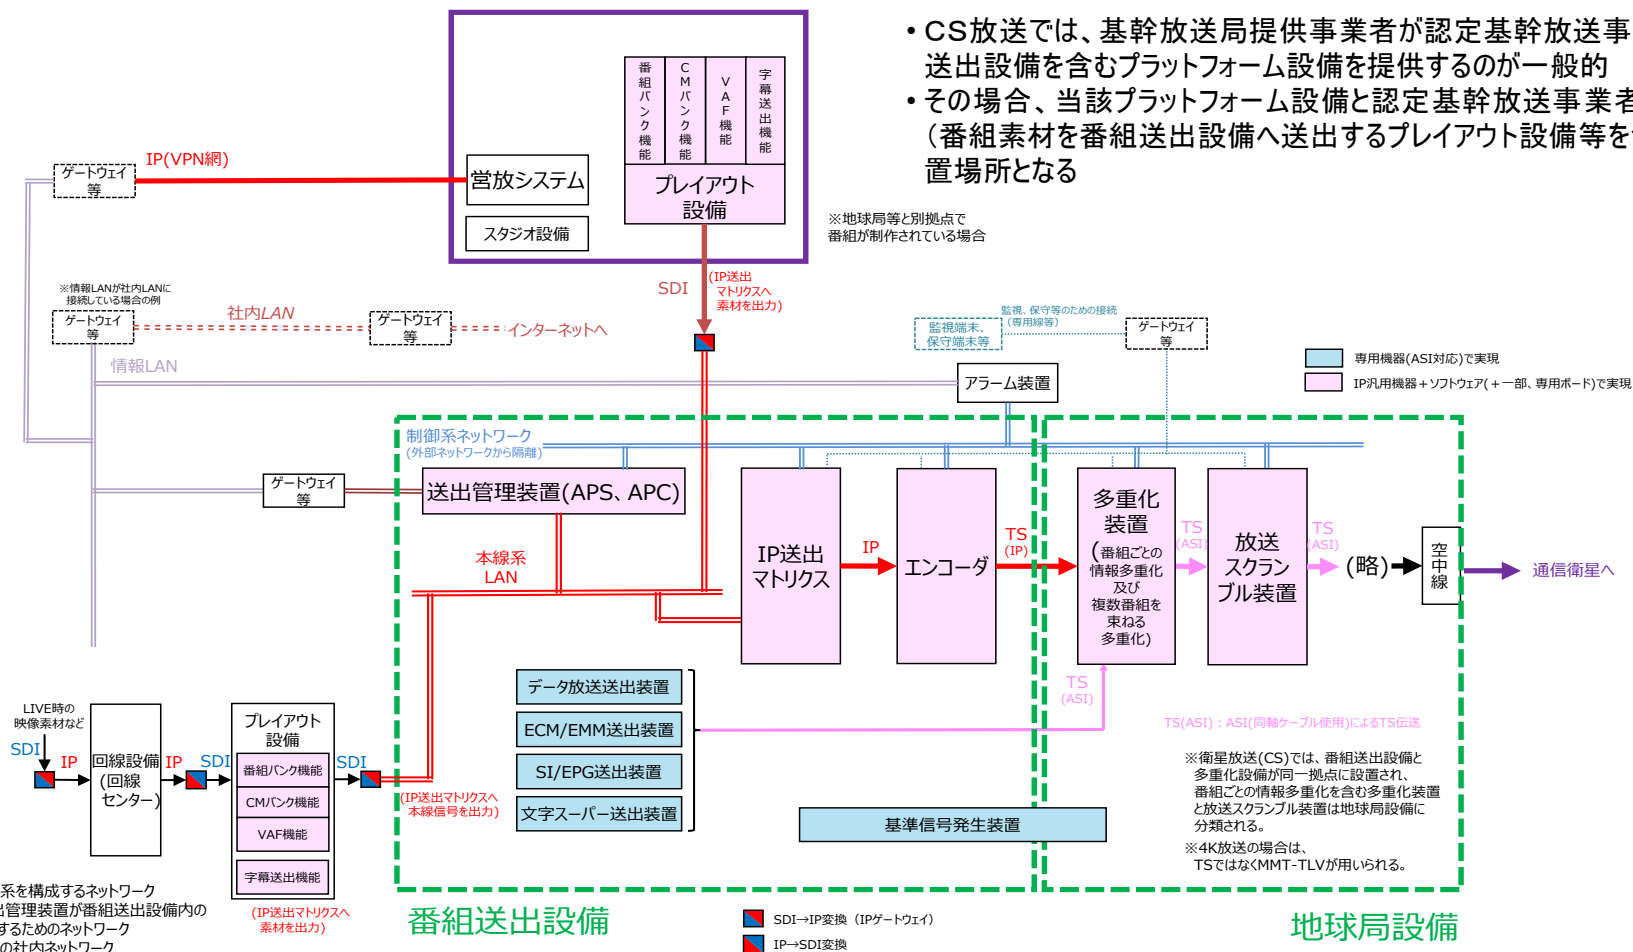 ・CS放送では、基幹放送局提供事業者が認定基幹放送事
送出設備を含むプラットフォーム設備を提供するのが一般的
・その場合、当該プラットフォーム設備と認定基幹放送事業者
（番組素材を番組送出設備へ送出するプレイアウト設備等を
置場所となる
番組バンク機能
CMバンク機能
VAF機能
字幕送出機能
プレイアウト
設備
営放システム
スタジオ設備
IP(VPN網)
ゲートウェイ
等
※地球局等と別拠点で
番組が制作されている場合
SDI
(IP送出
マトリクスへ
素材を出力)
※情報LANが社内LANに
接続している場合の例
ゲートウェイ
等
社内LAN
ゲートウェイ
等
インターネットへ
情報LAN
監視端末、
保守端末等
監視、保守等のための接続
（専用線等）
ゲートウェイ
等
アラーム装置
専用機器(ASI対応)で実現
IP汎用機器＋ソフトウェア(＋一部、専用ボード)で実現
制御系ネットワーク
(外部ネットワークから隔離)
ゲートウェイ
等
送出管理装置(APS、APC)
本線系
LAN
IP送出
マトリクス
IP
エンコーダ
TS
(IP)
多重化
装置
(番組ごとの
情報多重化
及び
複数番組を
束ねる
多重化)
TS
(ASI)
放送
スクラン
ブル装置
TS
(ASI)
(略)
空中線
通信衛星へ
データ放送送出装置
ECM/EMM送出装置
SI/EPG送出装置
文字スーパー送出装置
TS
(ASI)
TS(ASI)：ASI(同軸ケーブル使用)によるTS伝送
基準信号発生装置
※衛星放送(CS)では、番組送出設備と
多重化設備が同一拠点に設置され、
番組ごとの情報多重化を含む多重化装置
と放送スクランブル装置は地球局設備に
分類される。
※4K放送の場合は、
TSではなくMMT-TLVが用いられる。
LIVE時の
映像素材など
SDI
IP
回線設備
(回線
センター)
IP
SDI
プレイアウト
設備
番組バンク機能
CMバンク機能
VAF機能
字幕送出機能
SDI
(IP送出マトリクスへ
本線信号を出力)
(IP送出マトリクスへ
素材を出力)
系を構成するネットワーク
出管理装置が番組送出設備内の
するためのネットワーク
の社内ネットワーク
番組送出設備
地球局設備
SDI→IP変換（IPゲートウェイ）
IP→SDI変換